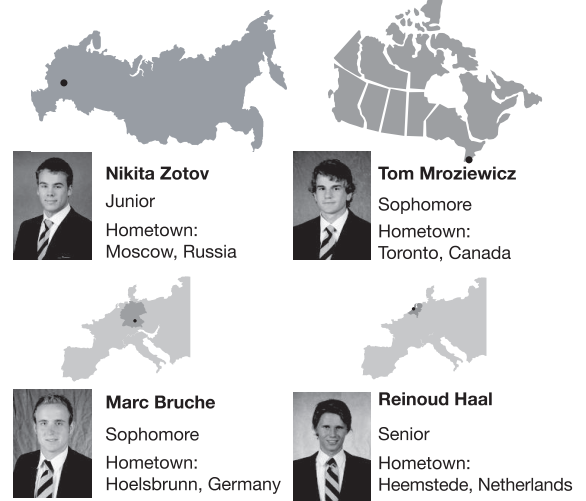 Nikita Zotov
Junior
Hometown:
Moscow, Russia
Tom Mroziewicz
Sophomore
Hometown:
Toronto, Canada
Marc Bruche
Sophomore
Hometown:
Hoelsbrunn, Germany
Reinoud Haal
Senior
Hometown:
Heemstede, Netherlands